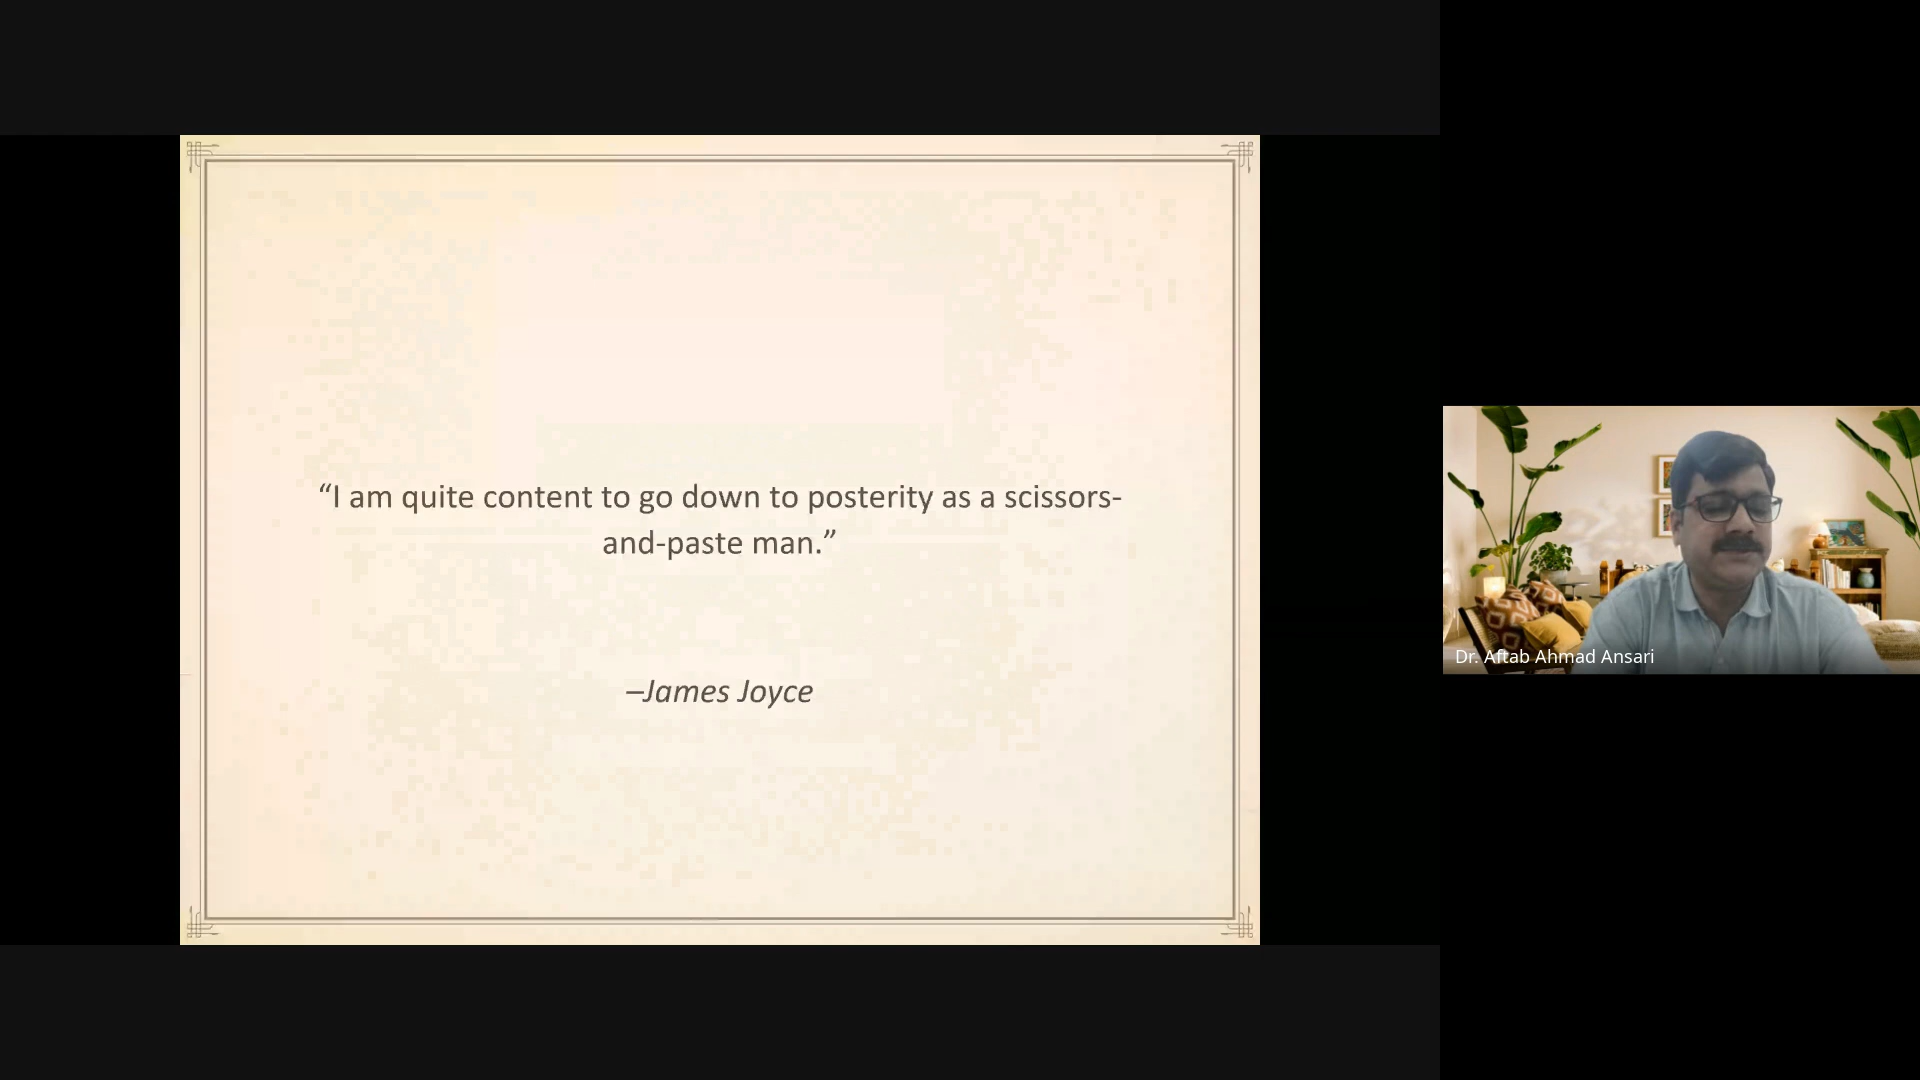 “I am quite content to go down to posterity as a scissors-
and-paste man.”
–James Joyce
Dr. Aftab Ahmad Ansari